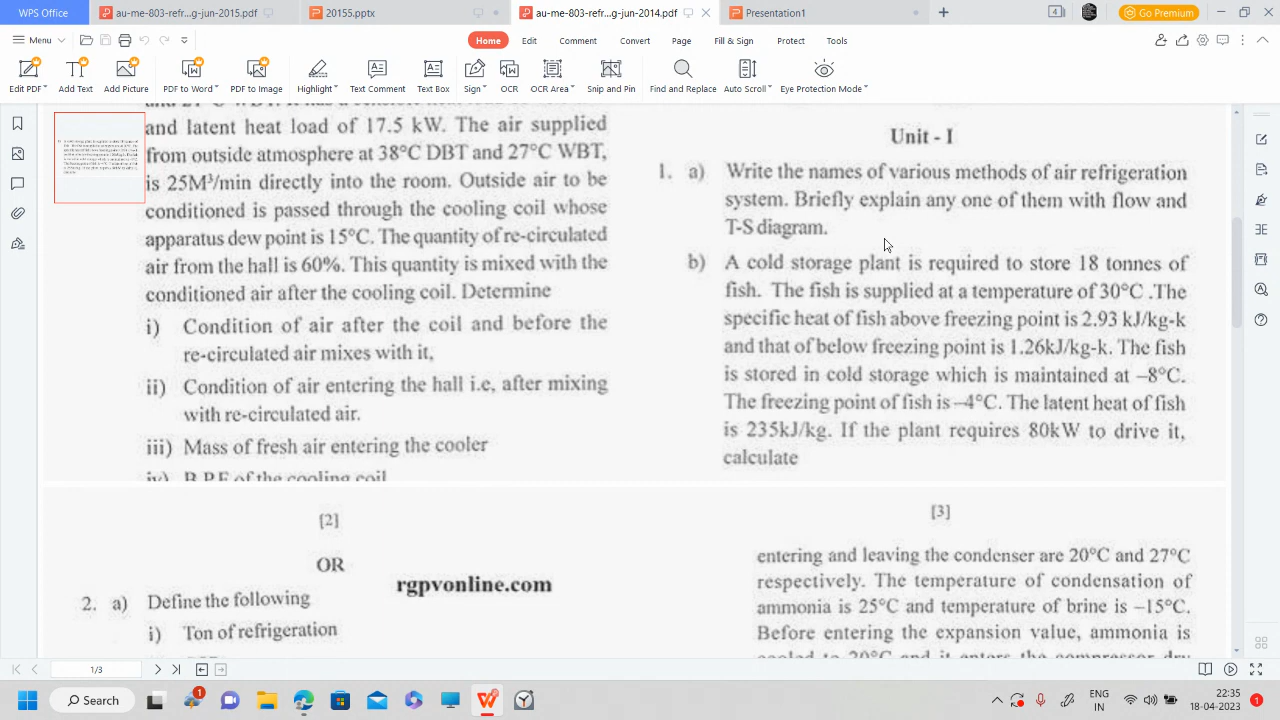 WPS Office
au-me-803-refr...g-jun-2015.pdf
20155.pptx
au-me-803-refr...g-jun-2014.pdf
Presentation1
4
Go Premium
Menu
Home
Edit
Comment
Convert
Page
Fill & Sign
Protect
Tools
Edit PDF
Add Text
Add Picture
PDF to Word
PDF to Image
Highlight
Text Comment
Text Box
Sign
OCR
OCR Area
Snip and Pin
Find and Replace
Auto Scroll
Eye Protection Mode
and latent heat load of 17.5 kW. The air supplied
from outside atmosphere at 38°C DBT and 27°C WBT,
is 25M³/min directly into the room. Outside air to be
conditioned is passed through the cooling coil whose
apparatus dew point is 15°C. The quantity of re-circulated
air from the hall is 60%. This quantity is mixed with the
conditioned air after the cooling coil. Determine
i) Condition of air after the coil and before the
re-circulated air mixes with it,
ii) Condition of air entering the hall i.e, after mixing
with re-circulated air.
iii) Mass of fresh air entering the cooler
iv) B.P.F of the cooling coil
Unit - I
1. a) Write the names of various methods of air refrigeration
system. Briefly explain any one of them with flow and
T-S diagram.
b) A cold storage plant is required to store 18 tonnes of
fish. The fish is supplied at a temperature of 30°C .The
specific heat of fish above freezing point is 2.93 kJ/kg-k
and that of below freezing point is 1.26kJ/kg-k. The fish
is stored in cold storage which is maintained at –8°C.
The freezing point of fish is –4°C. The latent heat of fish
is 235kJ/kg. If the plant requires 80kW to drive it,
calculate
[2]
OR
rgpvonline.com
2. a) Define the following
i) Ton of refrigeration
[3]
entering and leaving the condenser are 20°C and 27°C
respectively. The temperature of condensation of
ammonia is 25°C and temperature of brine is –15°C.
Before entering the expansion value, ammonia is
cooled to 20°C and it enters the compressor dry
1/3
Search
1
ENG
IN
22:35
18-04-2023
1